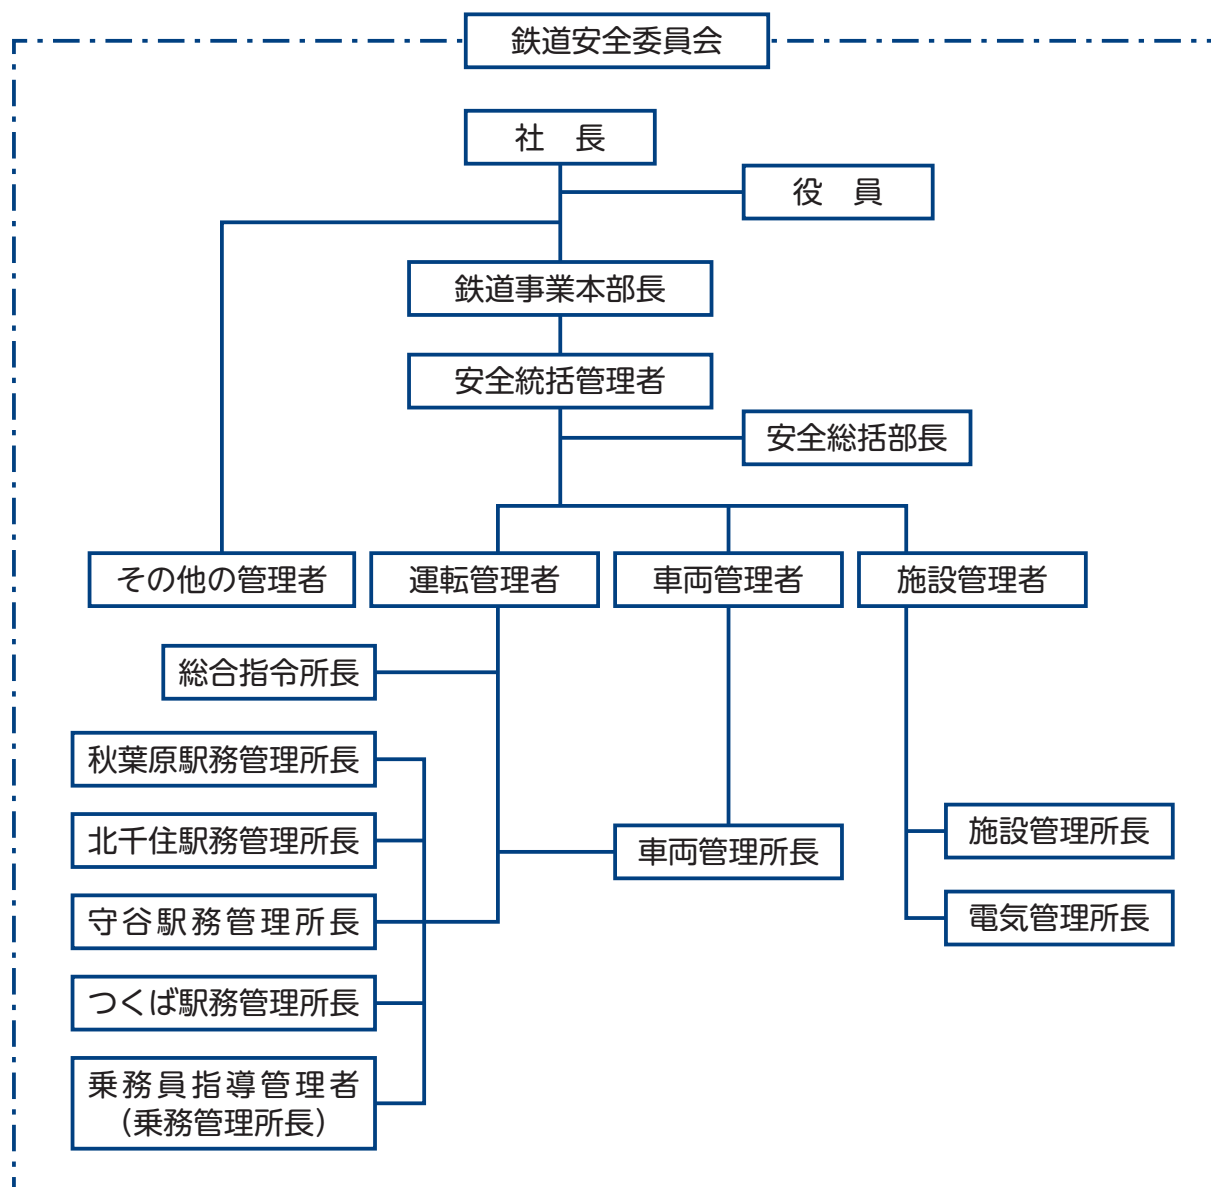 鉄道安全委員会
社　長
役　員
鉄道事業本部長
安全統括管理者
安全総括部長
その他の管理者
運転管理者
車両管理者
施設管理者
総合指令所長
秋葉原駅務管理所長
北千住駅務管理所長
守谷駅務管理所長
つくば駅務管理所長
乗務員指導管理者
（乗務管理所長）
車両管理所長
施設管理所長
電気管理所長